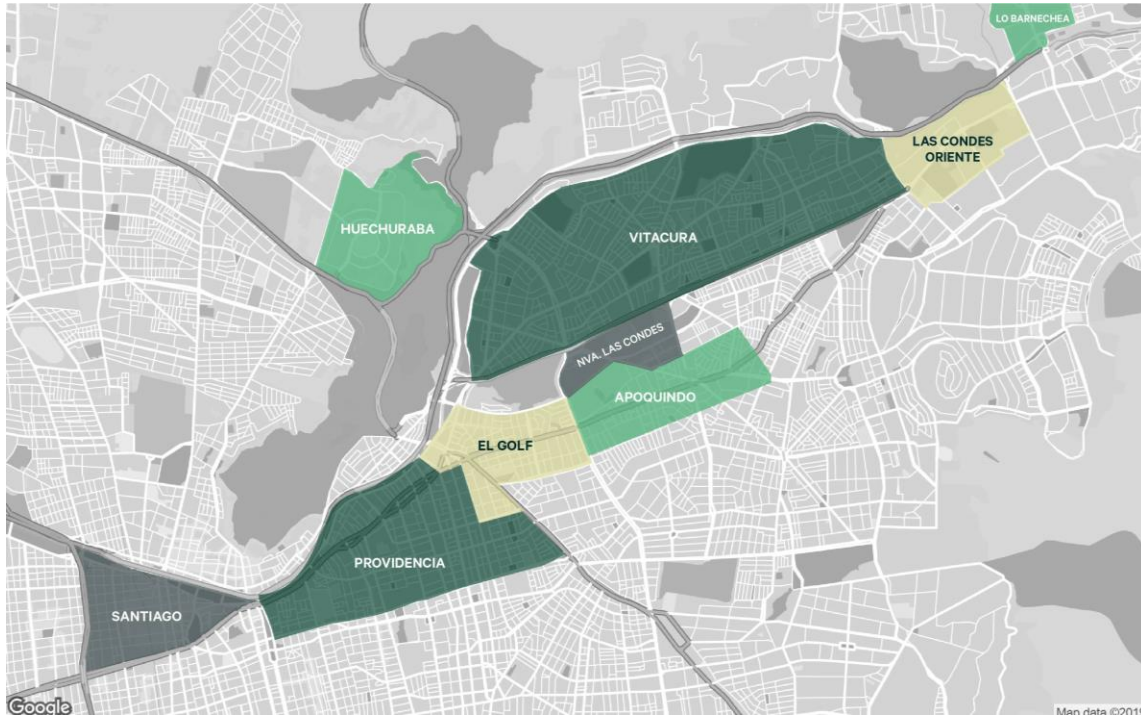 LO BARNECHEA
LAS CONDES
ORIENTE
HUECHURABA
VITACURA
NVA. LAS CONDES
APOQUINDO
EL GOLF
PROVIDENCIA
SANTIAGO
Google
Map data ©2019